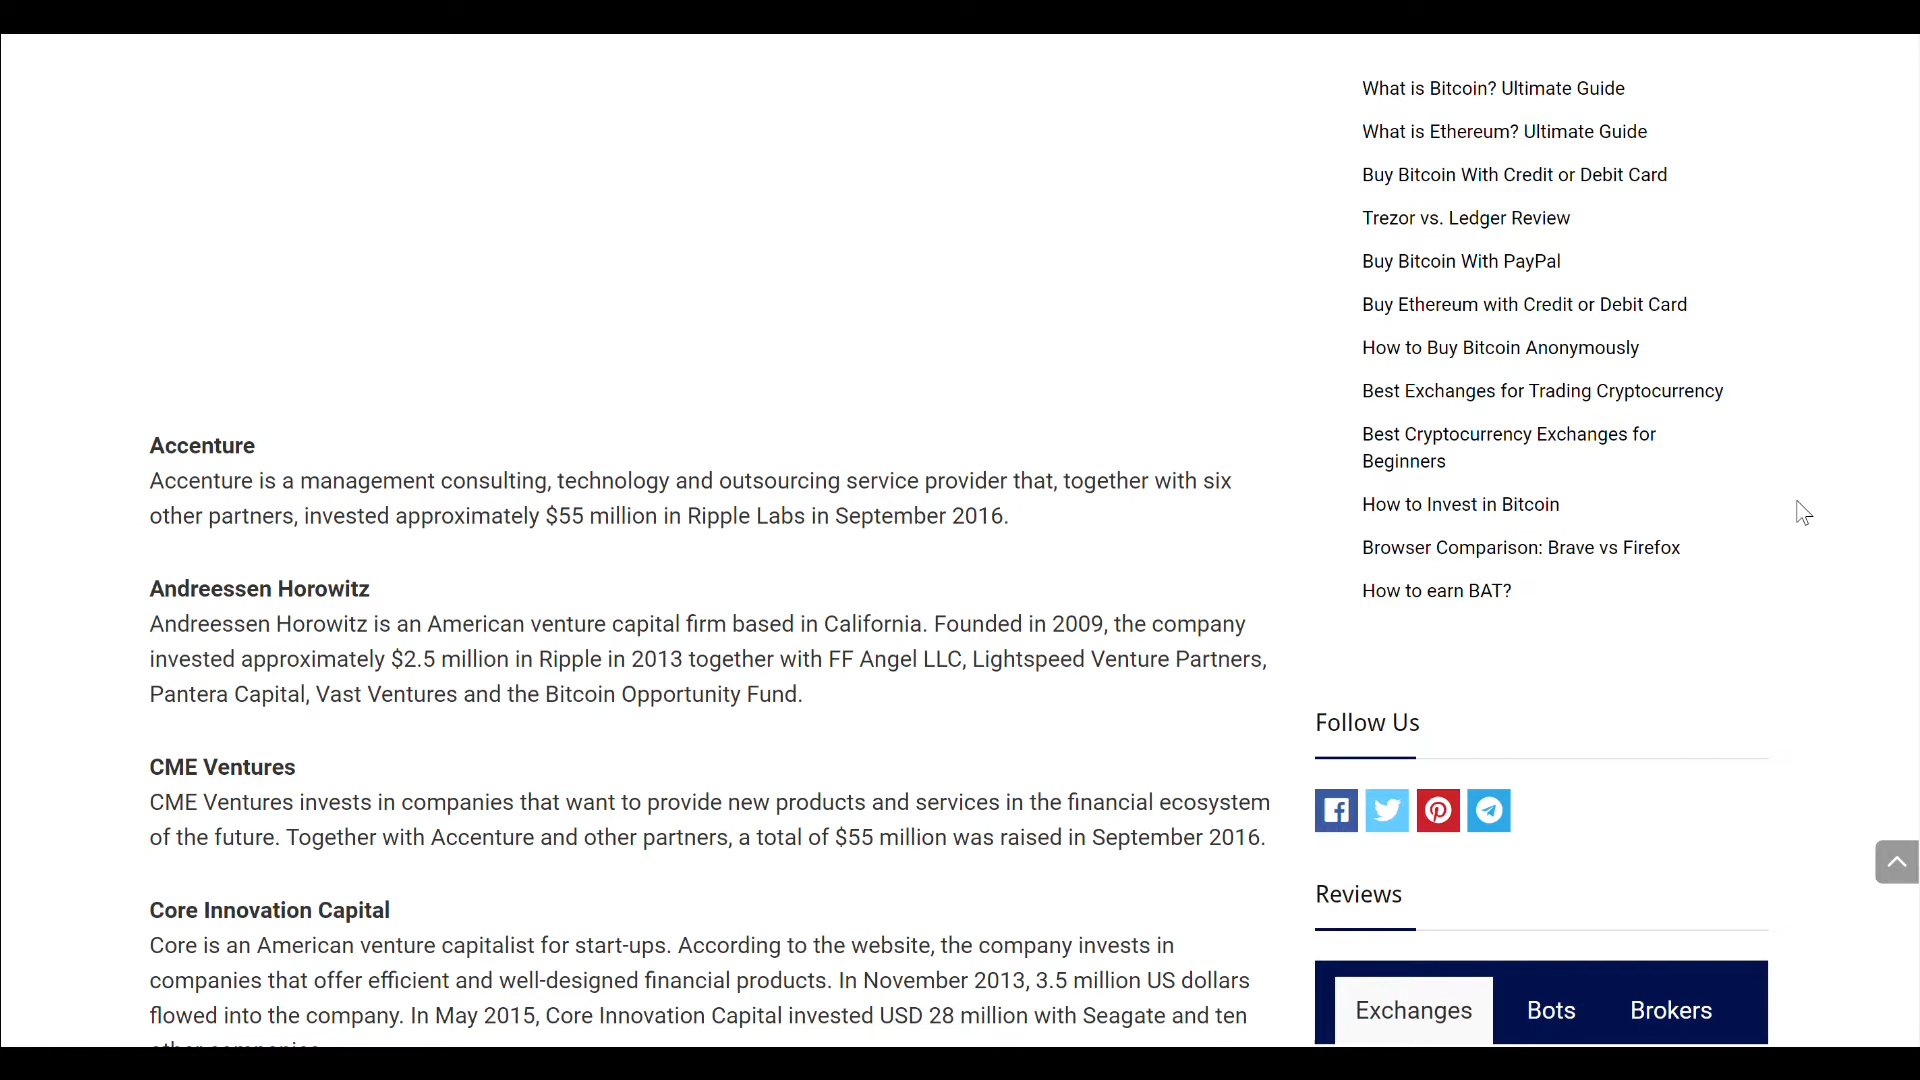 Accenture
Accenture is a management consulting, technology and outsourcing service provider that, together with six
other partners, invested approximately $55 million in Ripple Labs in September 2016.
Andreessen Horowitz
Andreessen Horowitz is an American venture capital firm based in California. Founded in 2009, the company
invested approximately $2.5 million in Ripple in 2013 together with FF Angel LLC, Lightspeed Venture Partners,
Pantera Capital, Vast Ventures and the Bitcoin Opportunity Fund.
CME Ventures
CME Ventures invests in companies that want to provide new products and services in the financial ecosystem
of the future. Together with Accenture and other partners, a total of $55 million was raised in September 2016.
Core Innovation Capital
Core is an American venture capitalist for start-ups. According to the website, the company invests in
companies that offer efficient and well-designed financial products. In November 2013, 3.5 million US dollars
flowed into the company. In May 2015, Core Innovation Capital invested USD 28 million with Seagate and ten
What is Bitcoin? Ultimate Guide
What is Ethereum? Ultimate Guide
Buy Bitcoin With Credit or Debit Card
Trezor vs. Ledger Review
Buy Bitcoin With PayPal
Buy Ethereum with Credit or Debit Card
How to Buy Bitcoin Anonymously
Best Exchanges for Trading Cryptocurrency
Best Cryptocurrency Exchanges for
Beginners
How to Invest in Bitcoin
Browser Comparison: Brave vs Firefox
How to earn BAT?
Follow Us
Reviews
Exchanges Bots Brokers